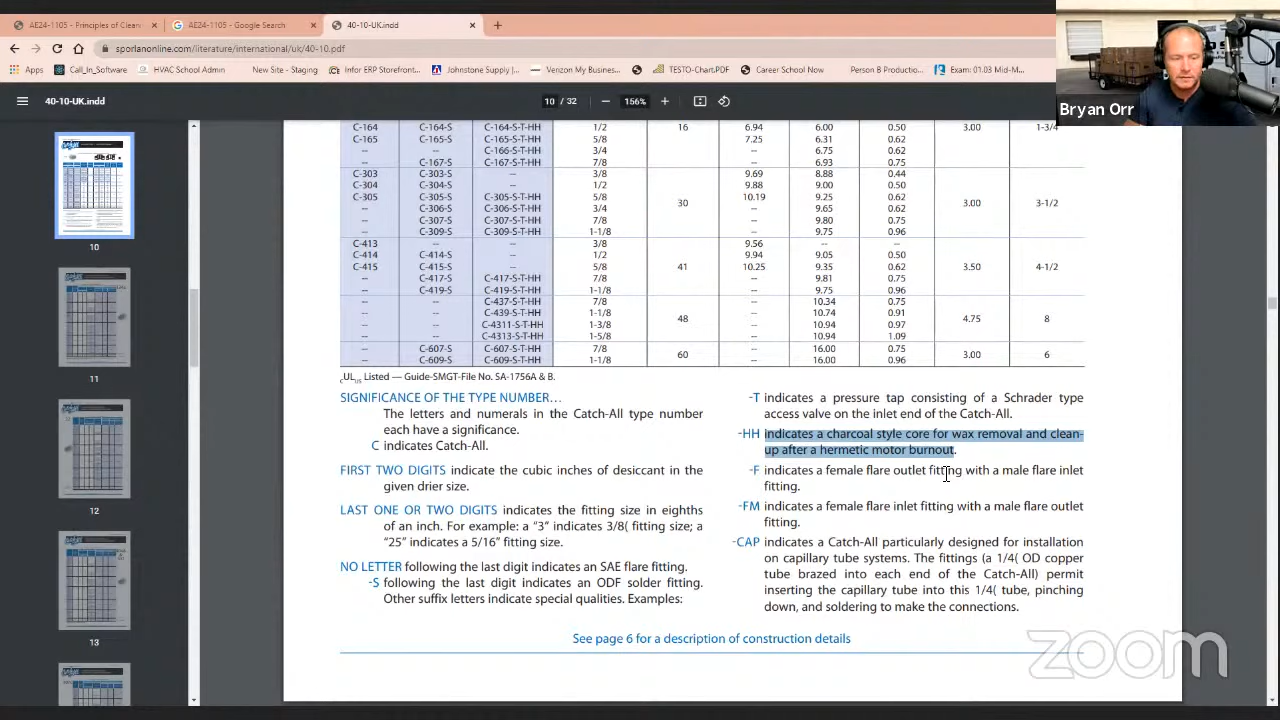 AE24-1105 - Principles of Clean
AE24-1105 - Google Search
40-10-UK.indd
sporlanonline.com/literature/international/uk/40-10.pdf
Apps
Call_In_Software
HVAC School Admin
New Site - Staging
Infor ERP Storefront...
Johnstone Supply |...
Verizon My Busines...
TESTO-Chart.PDF
Career School Now
Person B Productio...
Exam: 01.03 Mid-M...
Bryan Orr
40-10-UK.indd
10 / 32
156%
10
11
12
13
C-164 C-164-S C-164-S-T-HH 1/2 16 6.94 6.00 0.50 3.00 1-3/4
C-165 C-165-S C-165-S-T-HH 5/8 7.25 6.31 0.62
-- -- C-166-S-T-HH 3/4 -- 6.75 0.62
-- C-167-S C-167-S-T-HH 7/8 -- 6.93 0.75
C-303 C-303-S -- 3/8 9.69 8.88 0.44
C-304 C-304-S -- 1/2 9.88 9.00 0.50
C-305 C-305-S C-305-S-T-HH 5/8 30 10.19 9.25 0.62 3.00 3-1/2
-- C-306-S C-306-S-T-HH 3/4 -- 9.65 0.62
-- C-307-S C-307-S-T-HH 7/8 -- 9.80 0.75
-- C-309-S C-309-S-T-HH 1-1/8 -- 9.75 0.96
C-413 -- -- 3/8 9.56 -- --
C-414 C-414-S -- 1/2 9.94 9.05 0.50
C-415 C-415-S -- 5/8 41 10.25 9.35 0.62 3.50 4-1/2
-- C-417-S C-417-S-T-HH 7/8 -- 9.81 0.75
-- C-419-S C-419-S-T-HH 1-1/8 -- 9.75 0.96
-- -- C-437-S-T-HH 7/8 -- 10.34 0.75
-- -- C-439-S-T-HH 1-1/8 48 -- 10.74 0.91 4.75 8
-- -- C-4311-S-T-HH 1-3/8 -- 10.94 0.97
-- -- C-4313-S-T-HH 1-5/8 -- 10.94 1.09
-- C-607-S C-607-S-T-HH 7/8 60 -- 16.00 0.75 3.00 6
-- C-609-S C-609-S-T-HH 1-1/8 -- 16.00 0.96
cULus Listed — Guide-SMGT-File No. SA-1756A & B.
SIGNIFICANCE OF THE TYPE NUMBER…
The letters and numerals in the Catch-All type number
each have a significance.
C indicates Catch-All.
FIRST TWO DIGITS indicate the cubic inches of desiccant in the
given drier size.
LAST ONE OR TWO DIGITS indicates the fitting size in eighths
of an inch. For example: a “3” indicates 3/8( fitting size; a
“25” indicates a 5/16” fitting size.
NO LETTER following the last digit indicates an SAE flare fitting.
-S following the last digit indicates an ODF solder fitting.
Other suffix letters indicate special qualities. Examples:
-T indicates a pressure tap consisting of a Schrader type
access valve on the inlet end of the Catch-All.
-HH indicates a charcoal style core for wax removal and clean-
up after a hermetic motor burnout.
-F indicates a female flare outlet fitting with a male flare inlet
fitting.
-FM indicates a female flare inlet fitting with a male flare outlet
fitting.
-CAP indicates a Catch-All particularly designed for installation
on capillary tube systems. The fittings (a 1/4( OD copper
tube brazed into each end of the Catch-All) permit
inserting the capillary tube into this 1/4( tube, pinching
down, and soldering to make the connections.
See page 6 for a description of construction details
zoom